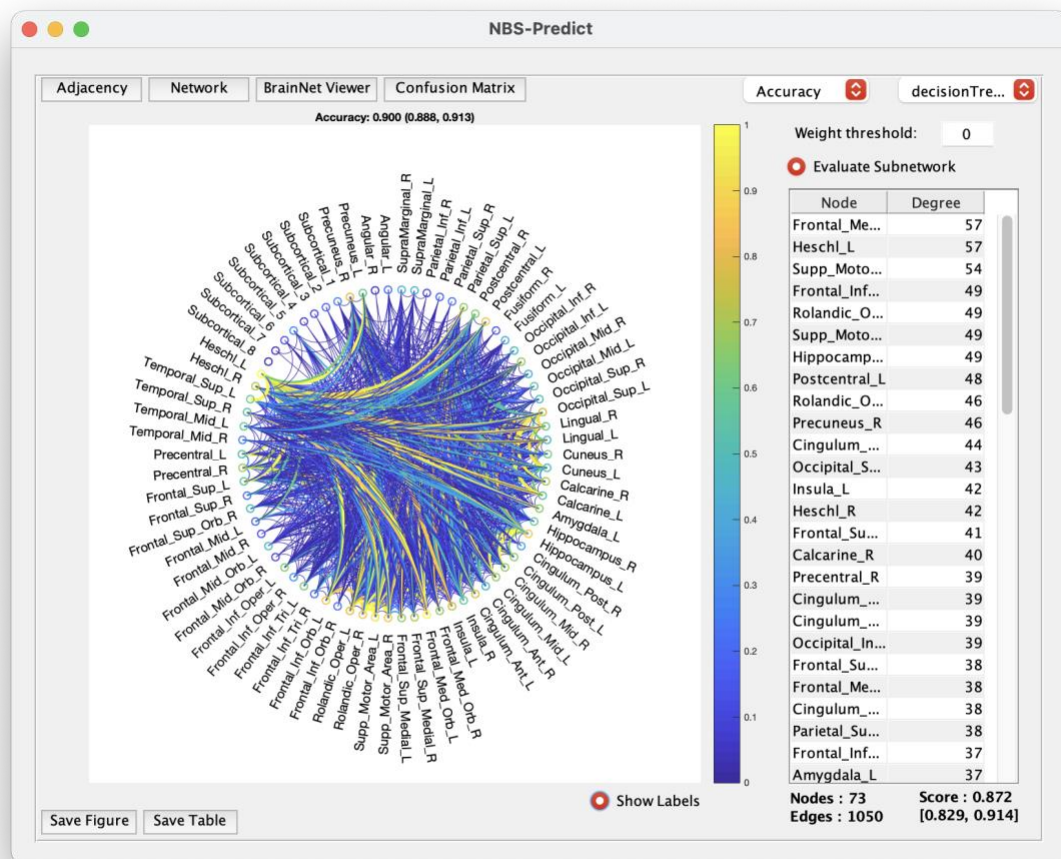 NBS-Predict
Adjacency
Network
BrainNet Viewer
Confusion Matrix
Accuracy
decisionTre...
Accuracy: 0.900 (0.888, 0.913)
Weight threshold:
0
Evaluate Subnetwork
SupraMarginal_R
SupraMarginal_L
Parietal_Inf_R
Parietal_Inf_L
Parietal_Sup_R
Parietal_Sup_L
Postcentral_R
Postcentral_L
Fusiform_R
Fusiform_L
Occipital_Inf_R
Occipital_Inf_L
Occipital_Mid_R
Occipital_Mid_L
Occipital_Sup_R
Occipital_Sup_L
Lingual_R
Lingual_L
Cuneus_R
Cuneus_L
Calcarine_R
Calcarine_L
Amygdala_L
Hippocampus_R
Hippocampus_L
Cingulum_Post_R
Cingulum_Post_L
Cingulum_Mid_R
Cingulum_Mid_L
Cingulum_Ant_R
Cingulum_Ant_L
Insula_R
Insula_L
Frontal_Med_Orb_R
Frontal_Med_Orb_L
Frontal_Sup_Medial_R
Frontal_Sup_Medial_L
Supp_Motor_Area_R
Supp_Motor_Area_L
Rolandic_Oper_R
Rolandic_Oper_L
Frontal_Inf_Orb_R
Frontal_Inf_Orb_L
Frontal_Inf_Tri_R
Frontal_Inf_Tri_L
Frontal_Inf_Oper_R
Frontal_Inf_Oper_L
Frontal_Mid_Orb_R
Frontal_Mid_Orb_L
Frontal_Mid_R
Frontal_Mid_L
Frontal_Sup_Orb_R
Frontal_Sup_R
Frontal_Sup_L
Precentral_R
Precentral_L
Temporal_Mid_R
Temporal_Mid_L
Temporal_Sup_R
Temporal_Sup_L
Heschl_R
Heschl_L
Subcortical_8
Subcortical_7
Subcortical_6
Subcortical_5
Subcortical_4
Subcortical_3
Subcortical_2
Subcortical_1
Precuneus_R
Precuneus_L
Angular_R
Angular_L
1
0.9
0.8
0.7
0.6
0.5
0.4
0.3
0.2
0.1
0
Node Degree
Frontal_Me... 57
Heschl_L 57
Supp_Moto... 54
Frontal_Inf... 49
Rolandic_O... 49
Supp_Moto... 49
Hippocamp... 49
Postcentral_L 48
Rolandic_O... 46
Precuneus_R 46
Cingulum_... 44
Occipital_S... 43
Insula_L 42
Heschl_R 42
Frontal_Su... 41
Calcarine_R 40
Precentral_R 39
Cingulum_... 39
Cingulum_... 39
Occipital_In... 39
Frontal_Su... 38
Frontal_Me... 38
Cingulum_... 38
Parietal_Su... 38
Frontal_Inf... 37
Amygdala_L 37
Show Labels
Nodes : 73
Edges : 1050
Score : 0.872
[0.829, 0.914]
Save Figure
Save Table